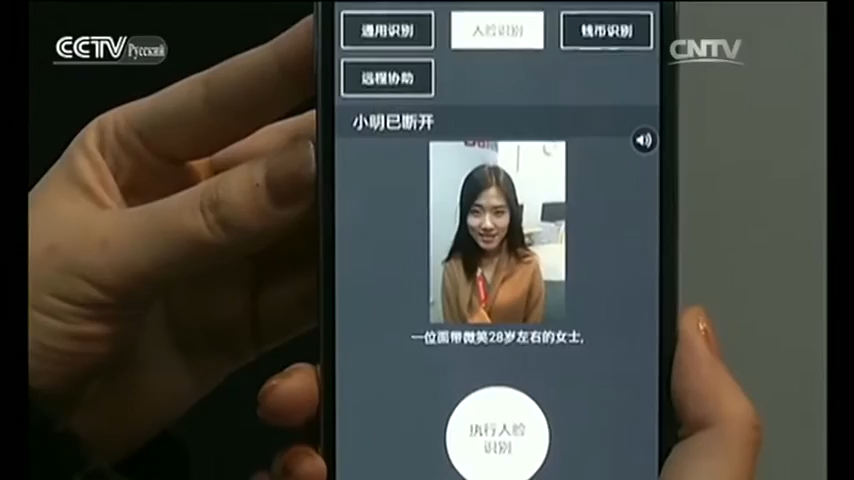 CCTV Русский
CNTV
通用识别 人脸识别 钱币识别
远程协助
小明已断开
一位面带微笑28岁左右的女士,
执行人脸
识别